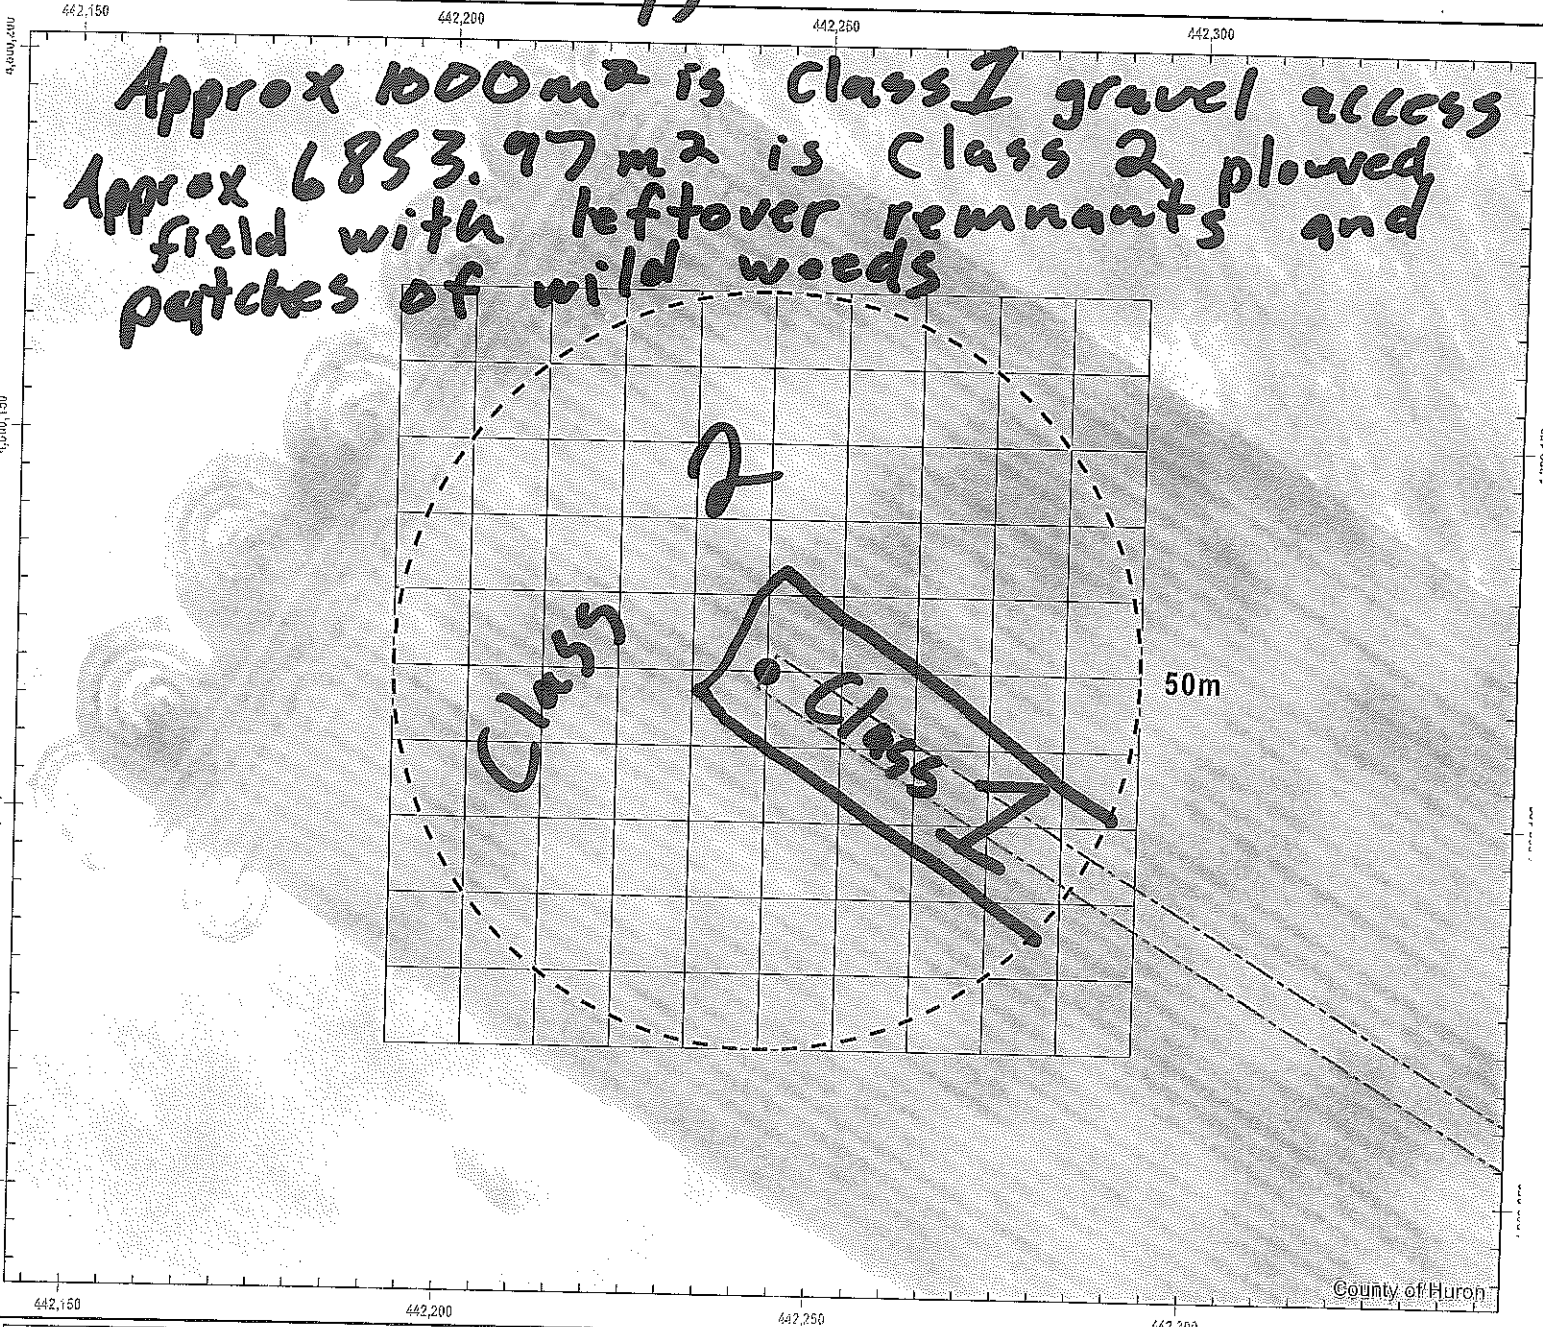 442,150
442,200
442,250
442,300
Approx 1000m² is Class 1 gravel access
Approx 6853.97m² is Class 2, plowed
field with leftover remnants and
patches of wild weeds
2
Class
Class 1
50m
County of Huron
442,150
442,200
442,250